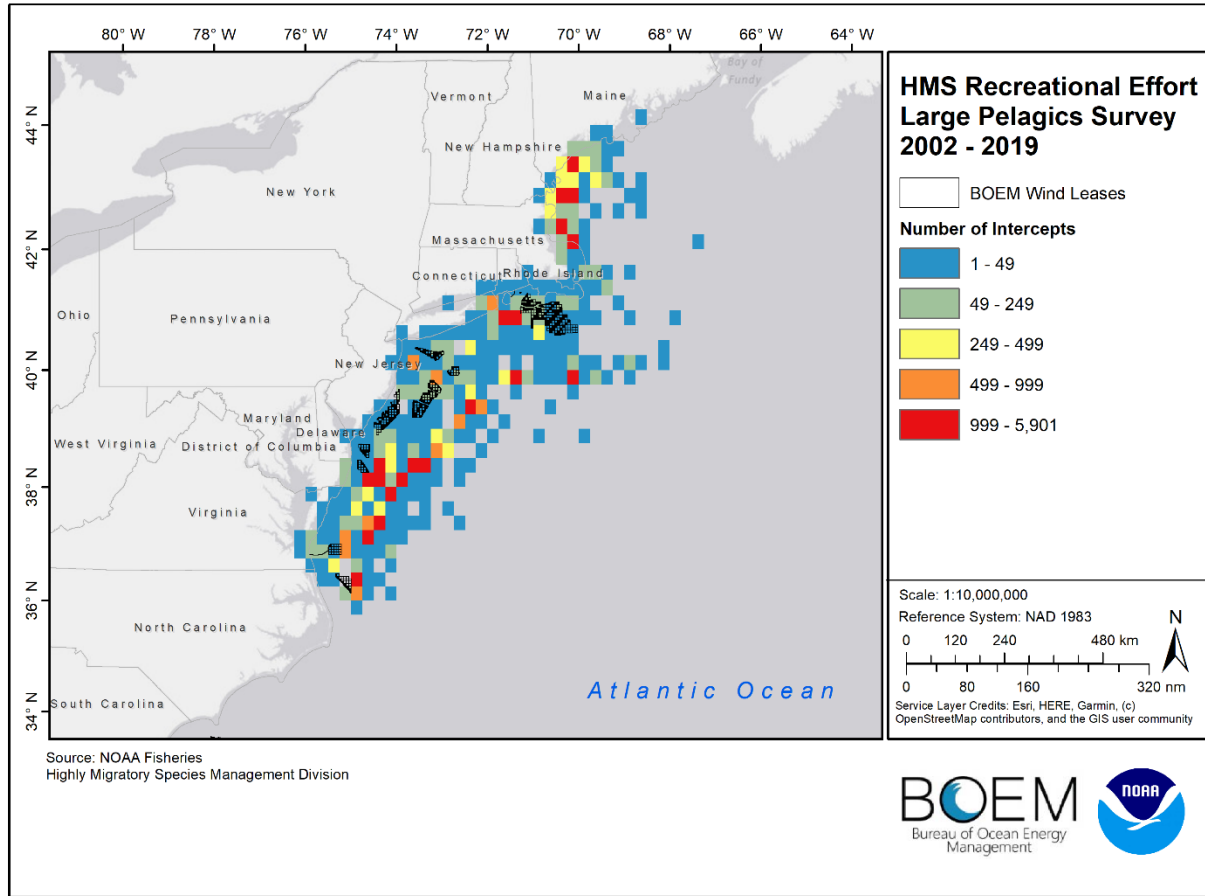 80° W 78° W 76° W 74° W 72° W 70° W 68° W 66° W 64° W
44° N
42° N
40° N
38° N
36° N
34° N
Bay of
Fundy
Vermont
Maine
New Hampshire
New York
Massachusetts
Connecticut
Rhode Island
Ohio
Pennsylvania
New Jersey
Maryland
Delaware
West Virginia
District of Columbia
Virginia
North Carolina
South Carolina
Atlantic Ocean
HMS Recreational Effort
Large Pelagics Survey
2002 - 2019
BOEM Wind Leases
Number of Intercepts
1 - 49
49 - 249
249 - 499
499 - 999
999 - 5,901
Scale: 1:10,000,000
Reference System: NAD 1983
N
0 120 240 480 km
0 80 160 320 nm
Service Layer Credits: Esri, HERE, Garmin, (c)
OpenStreetMap contributors, and the GIS user community
Source: NOAA Fisheries
Highly Migratory Species Management Division
BOEM
Bureau of Ocean Energy
Management
NOAA